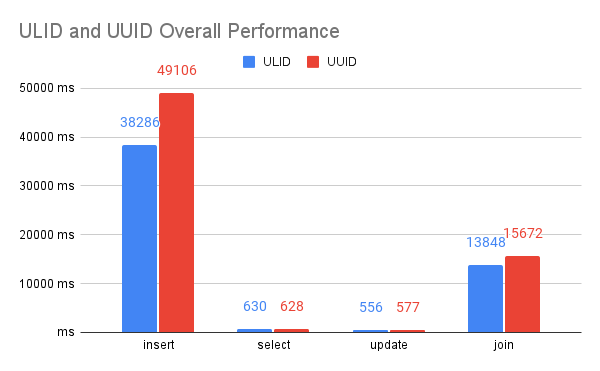 ULID and UUID Overall Performance
ULID UUID
50000 ms
40000 ms
30000 ms
20000 ms
10000 ms
ms
38286 49106
630 628
556 577
13848 15672
insert select update join